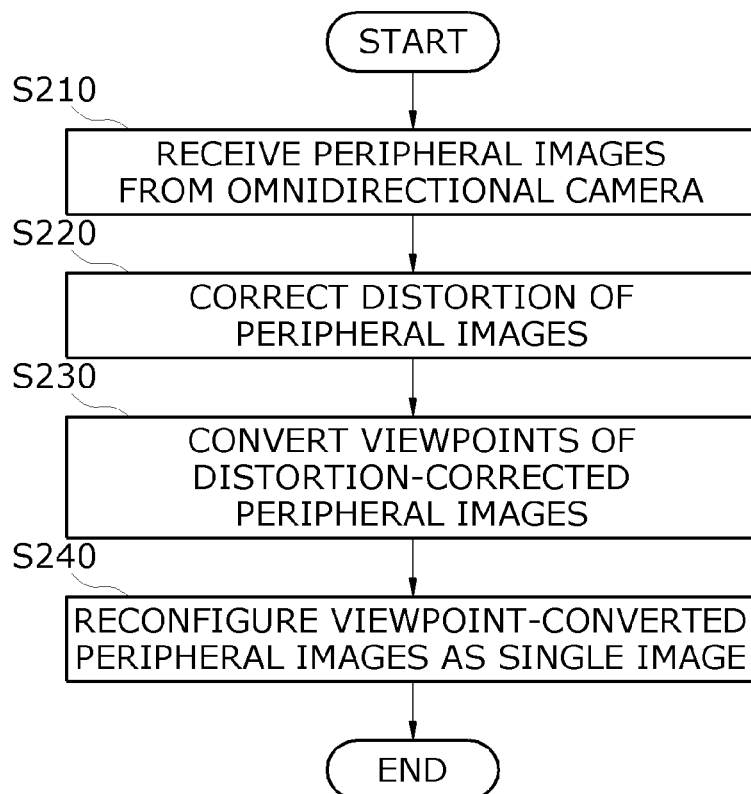 START
S210
RECEIVE PERIPHERAL IMAGES
FROM OMNIDIRECTIONAL CAMERA
S220
CORRECT DISTORTION OF
PERIPHERAL IMAGES
S230
CONVERT VIEWPOINTS OF
DISTORTION-CORRECTED
PERIPHERAL IMAGES
S240
RECONFIGURE VIEWPOINT-CONVERTED
PERIPHERAL IMAGES AS SINGLE IMAGE
END